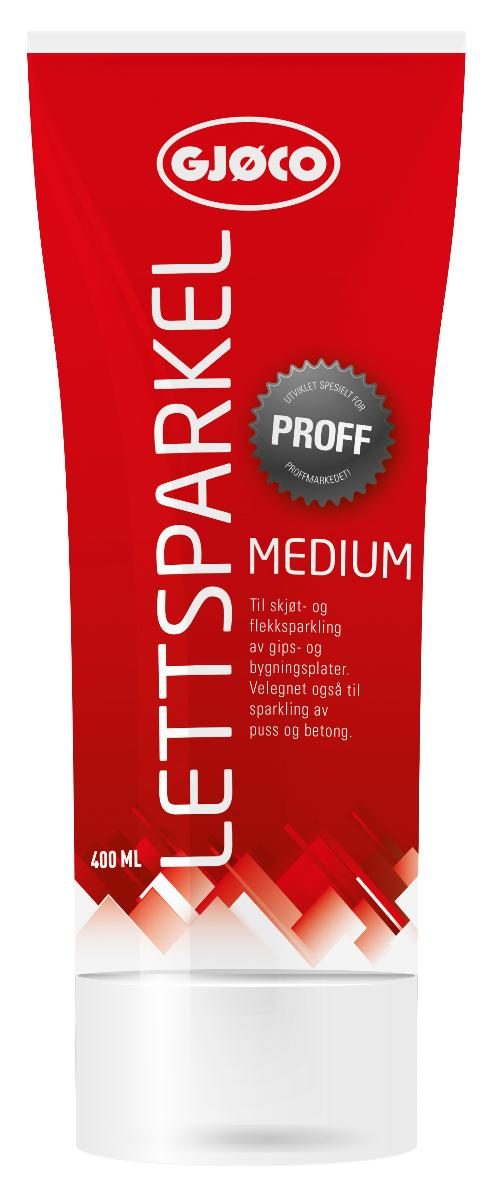 GJØCO
LETTSPARKEL
UTVIKLET SPESIELT FOR
PROFF
PROFFMARKEDET!
MEDIUM
Til skjøt- og
flekksparkling
av gips- og
bygningsplater.
Velegnet også til
sparkling av
puss og betong.
400 ML